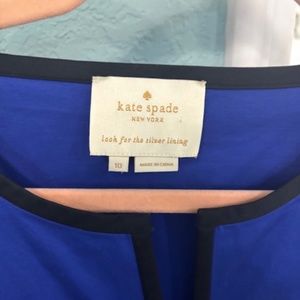 kate spade
NEW YORK
look for the silver lining
10
MADE IN CHINA